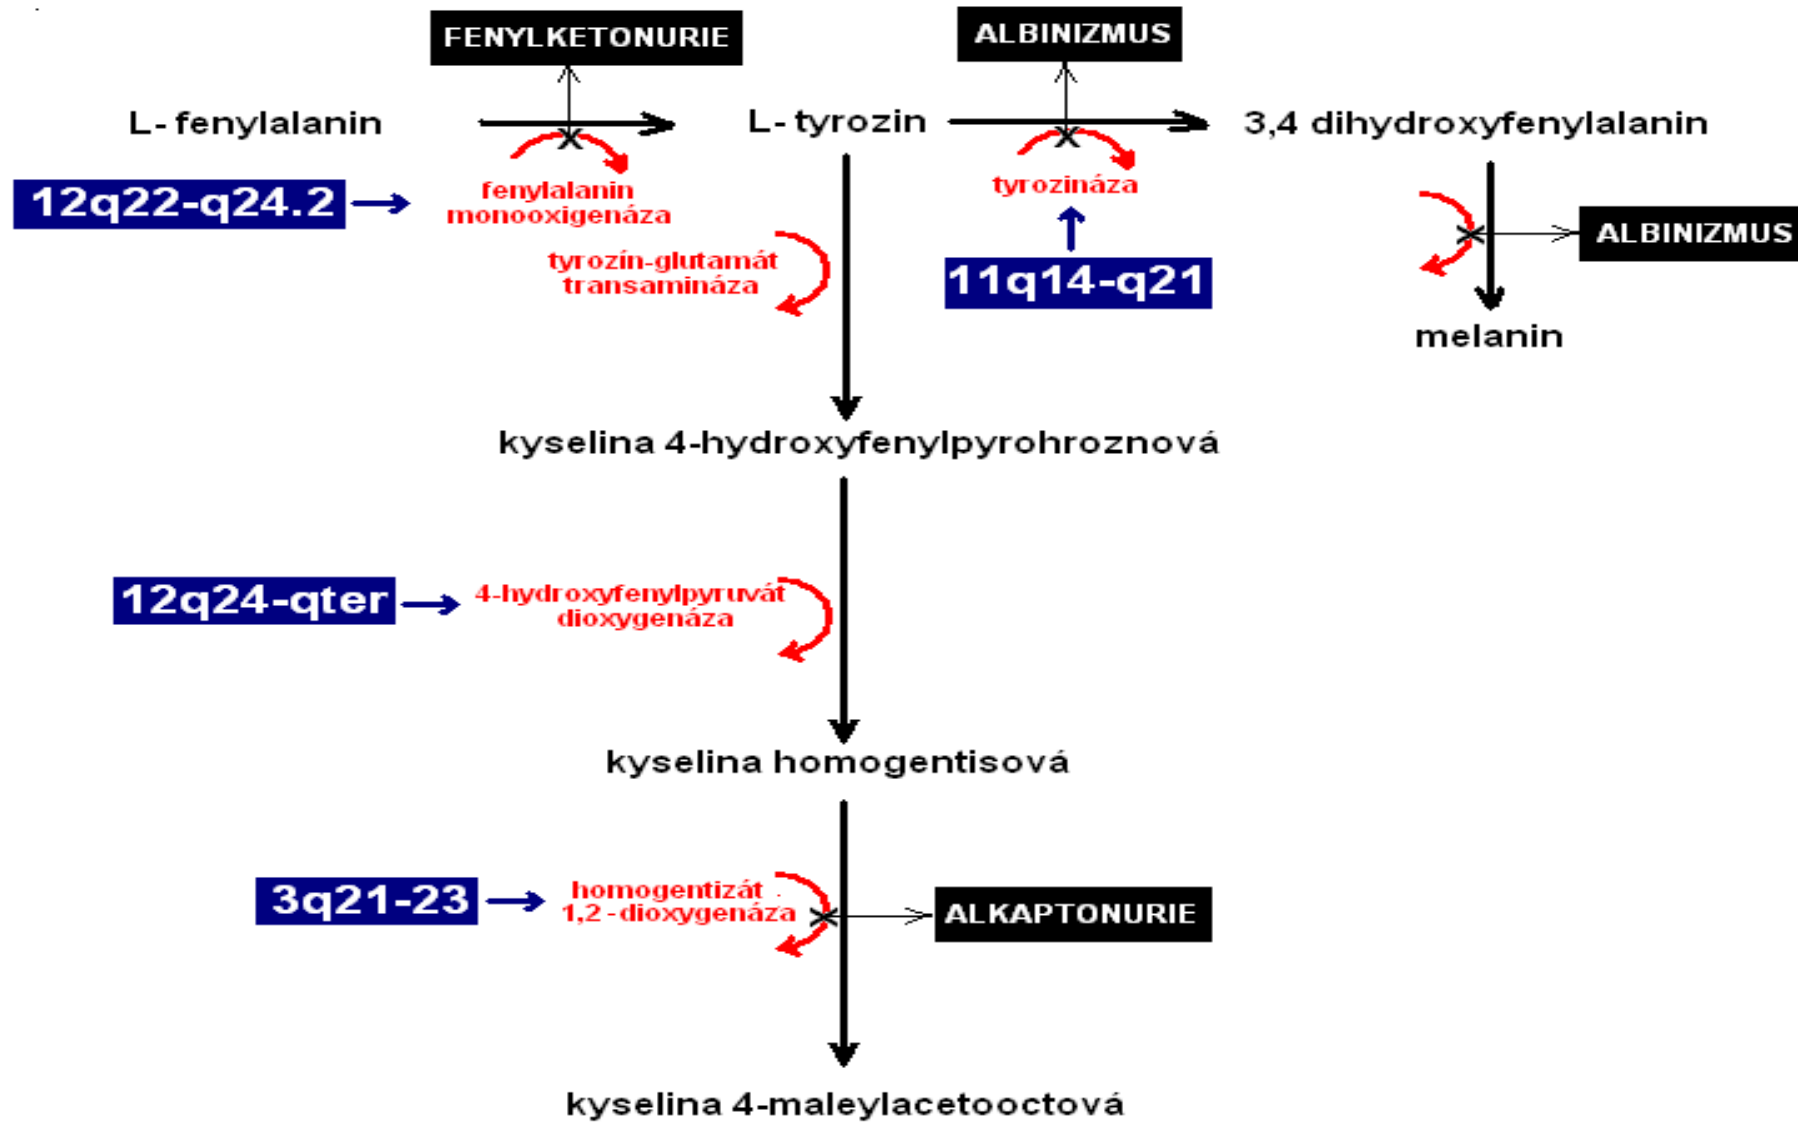 FENYLKETONURIE
ALBINIZMUS
L- fenylalanin
L- tyrozin
3,4 dihydroxyfenylalanin
12q22-q24.2
fenylalanin
monooxigenáza
tyrozináza
ALBINIZMUS
tyrozín-glutamát
transamináza
11q14-q21
melanin
kyselina 4-hydroxyfenylpyrohroznová
12q24-qter
4-hydroxyfenylpyruvát
dioxygenáza
kyselina homogentisová
3q21-23
homogentizát
1,2-dioxygenáza
ALKAPTONURIE
kyselina 4-maleylacetooctová